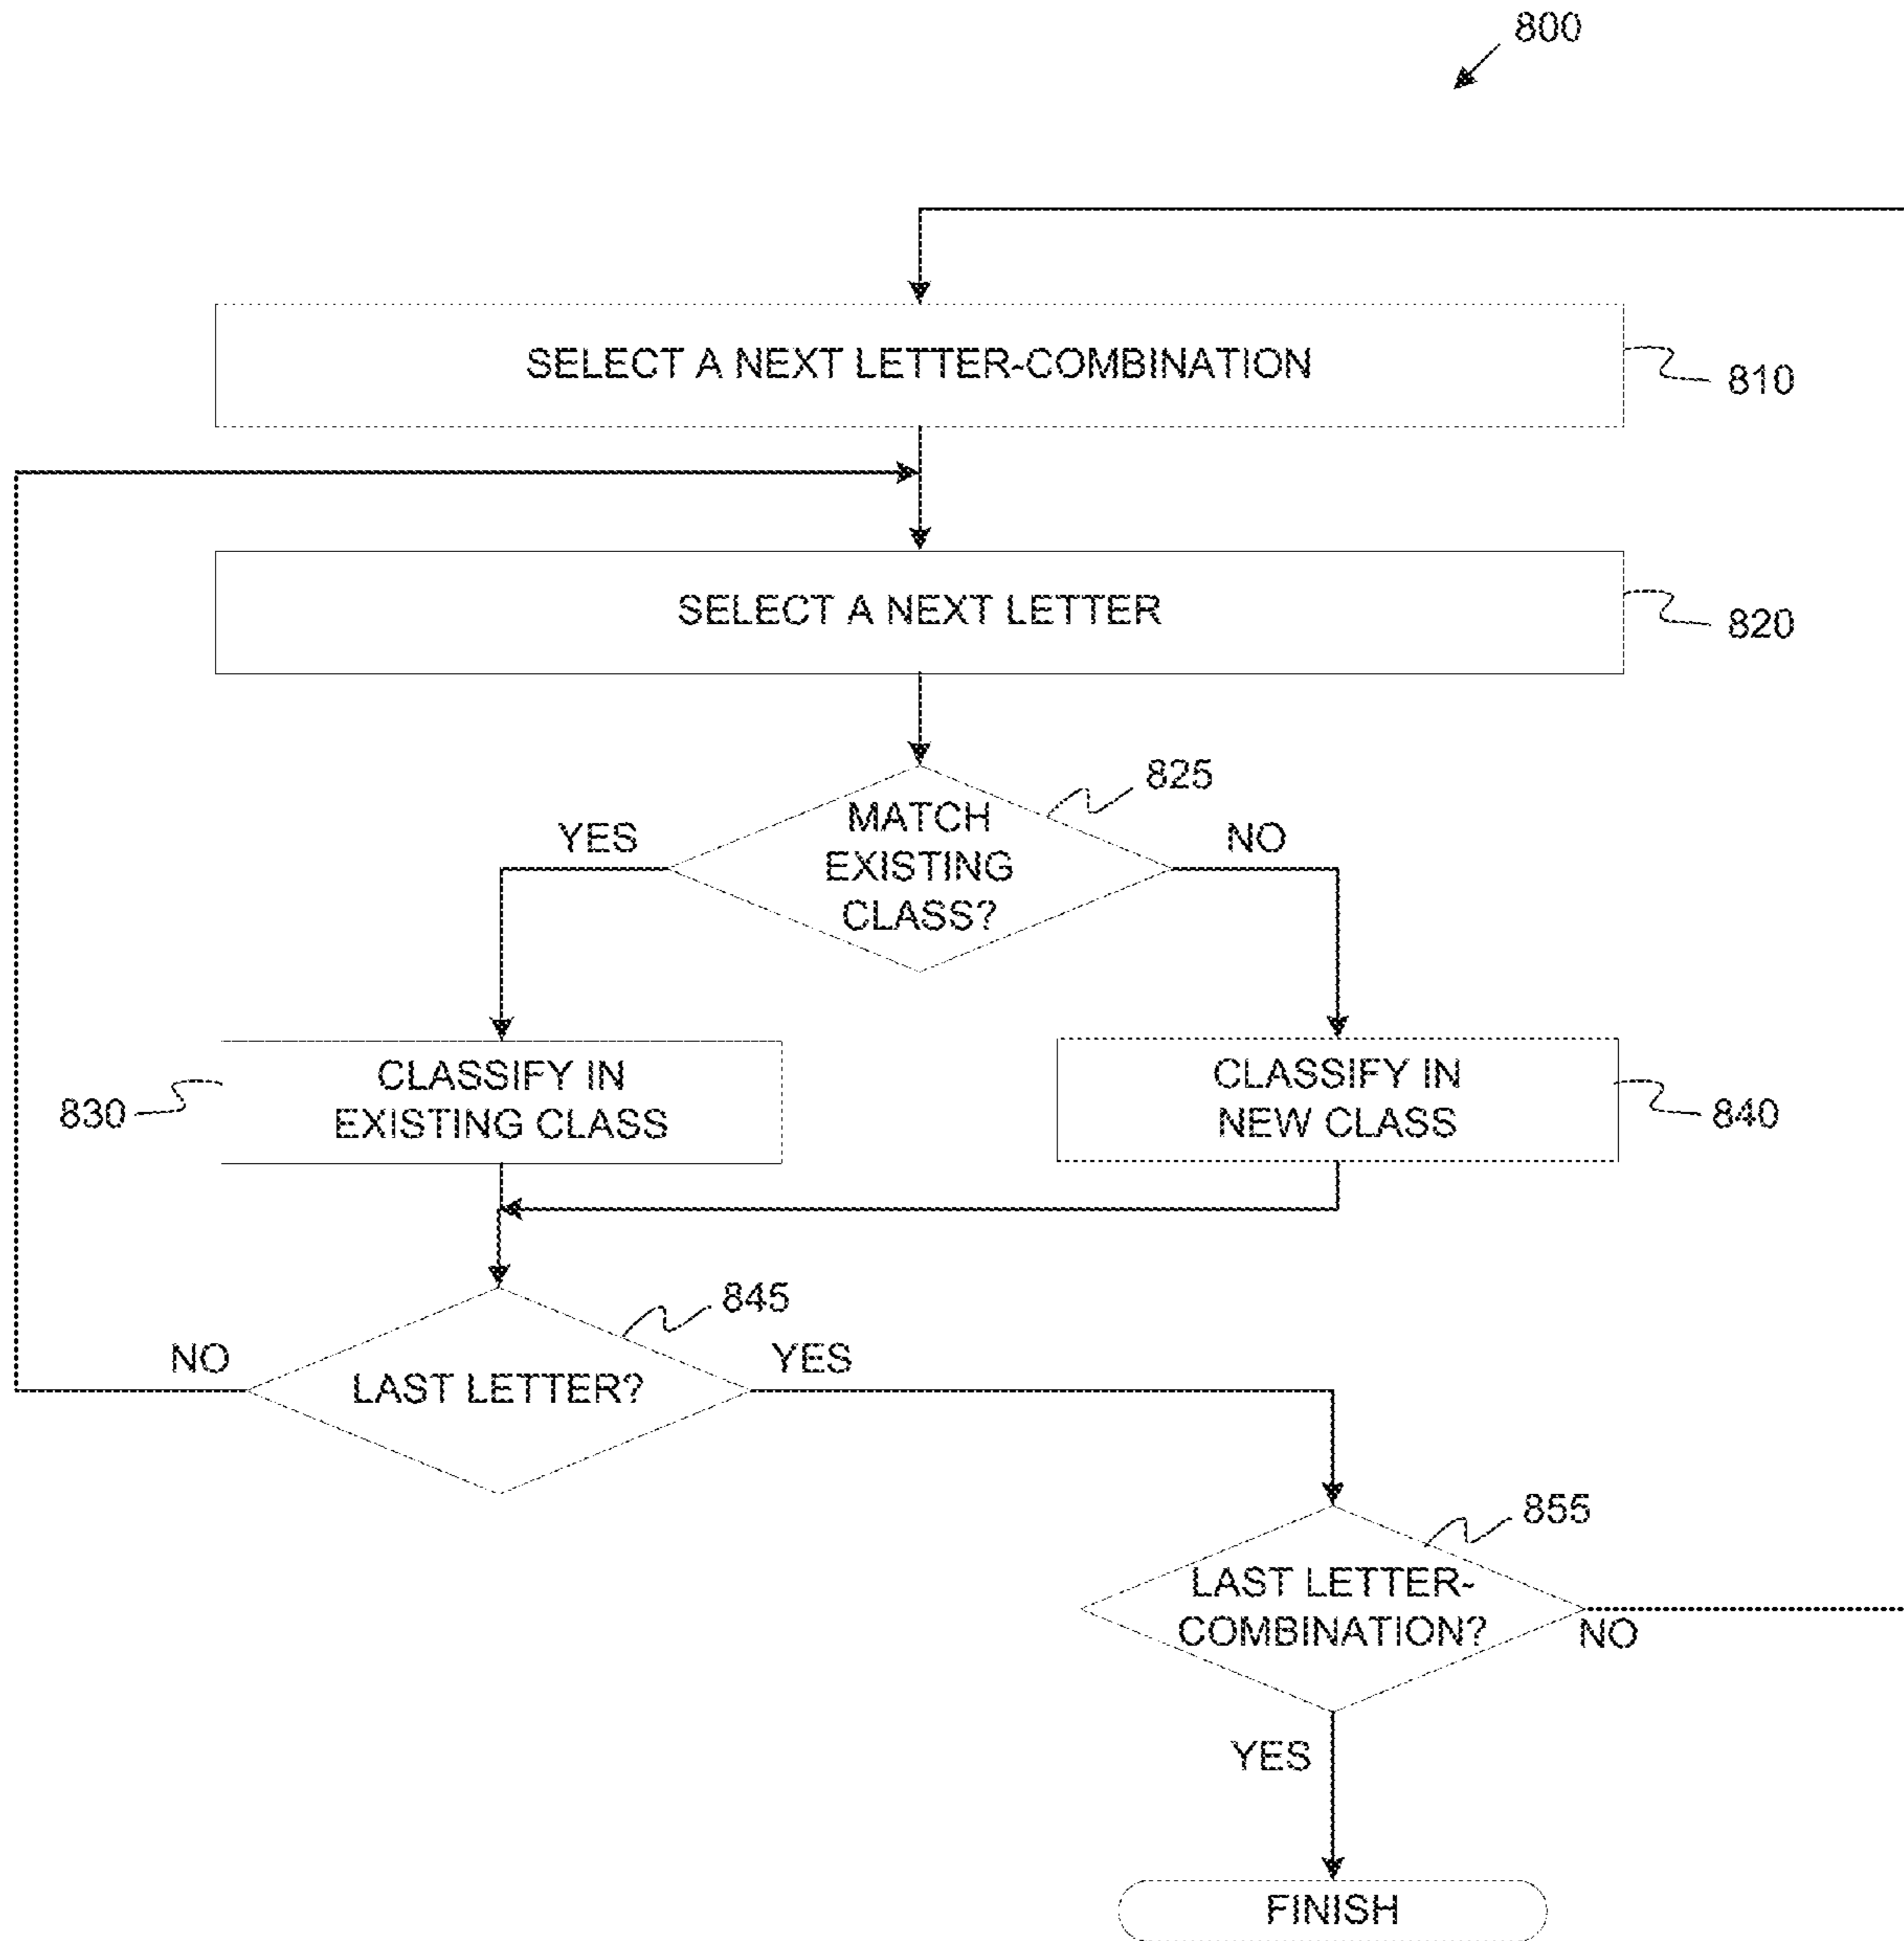 800
SELECT A NEXT LETTER-COMBINATION
810
SELECT A NEXT LETTER
820
825
MATCH
EXISTING
CLASS?
YES
NO
CLASSIFY IN
EXISTING CLASS
830
CLASSIFY IN
NEW CLASS
840
845
NO
LAST LETTER?
YES
855
LAST LETTER-
COMBINATION?
NO
YES
FINISH